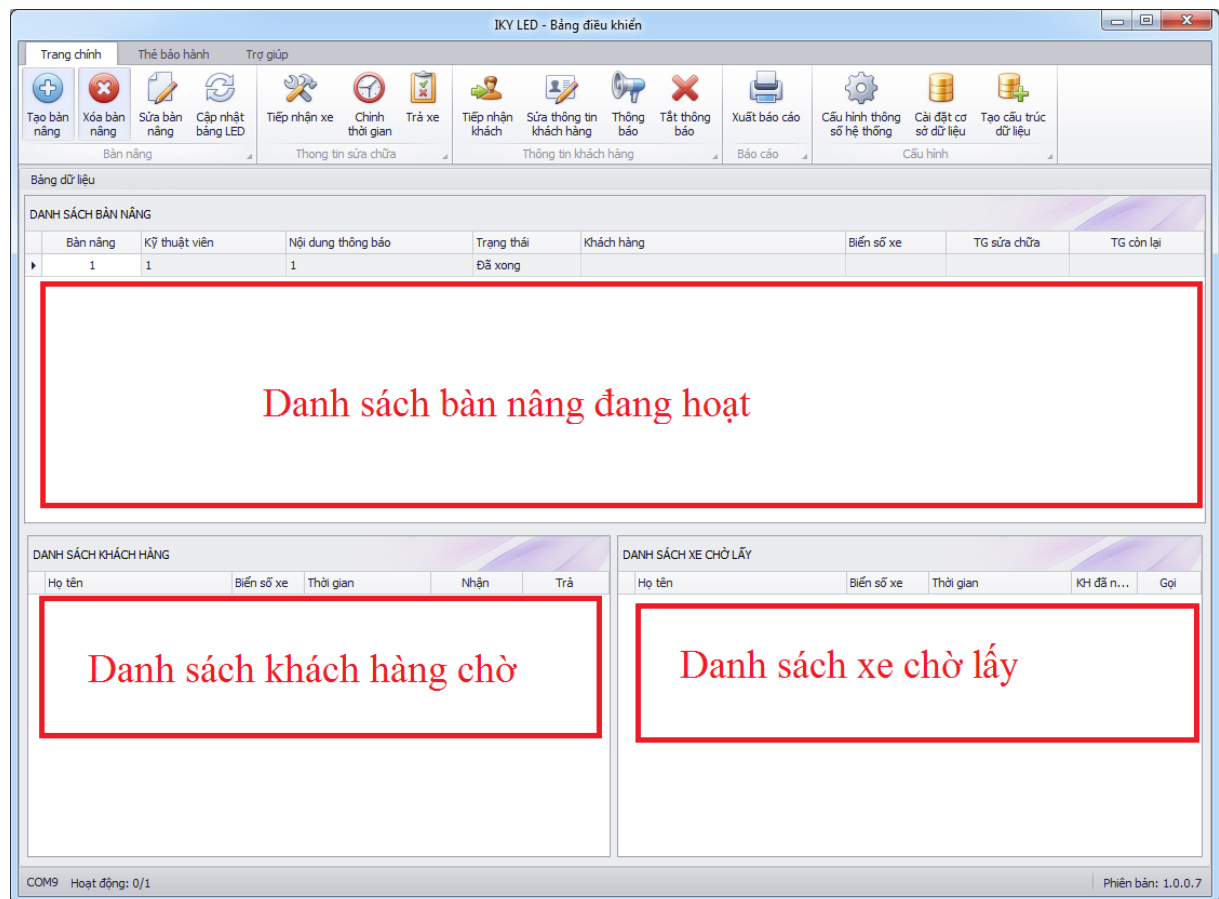 IKY LED - Bảng điều khiển
Trang chính Thẻ bảo hành Trợ giúp
Tạo bàn nâng Xóa bàn nâng Sửa bàn nâng Cập nhật bảng LED Tiếp nhận xe Chỉnh thời gian Trả xe Tiếp nhận khách Sửa thông tin khách hàng Thông báo Tắt thông báo Xuất báo cáo Cấu hình thông số hệ thống Cài đặt cơ sở dữ liệu Tạo cấu trúc dữ liệu
Bàn nâng Thong tin sửa chữa Thông tin khách hàng Báo cáo Cấu hình
Bảng dữ liệu
DANH SÁCH BÀN NÂNG
Bàn nâng Kỹ thuật viên Nội dung thông báo Trạng thái Khách hàng Biển số xe TG sửa chữa TG còn lại
1 1 1 Đã xong
Danh sách bàn nâng đang hoạt
DANH SÁCH KHÁCH HÀNG
Họ tên Biển số xe Thời gian Nhận Trả
Danh sách khách hàng chờ
DANH SÁCH XE CHỜ LẤY
Họ tên Biển số xe Thời gian KH đã n... Gọi
Danh sách xe chờ lấy
COM9 Hoạt động: 0/1 Phiên bản: 1.0.0.7